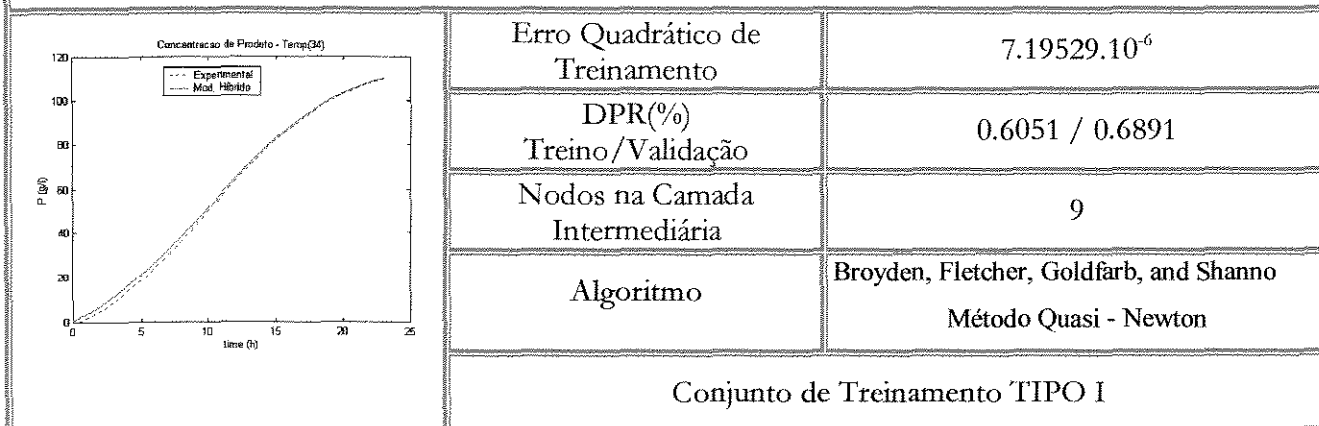 Concentracao de Produto - Temp(34)
Experimental
Mod. Híbrido
P (g/l)
120
100
80
60
40
20
0
0 5 10 15 20 25
time (h)
Erro Quadrático de
Treinamento
7.19529.10⁻⁶
DPR(%)
Treino/Validação
0.6051 / 0.6891
Nodos na Camada
Intermediária
9
Algoritmo
Broyden, Fletcher, Goldfarb, and Shanno
Método Quasi - Newton
Conjunto de Treinamento TIPO I